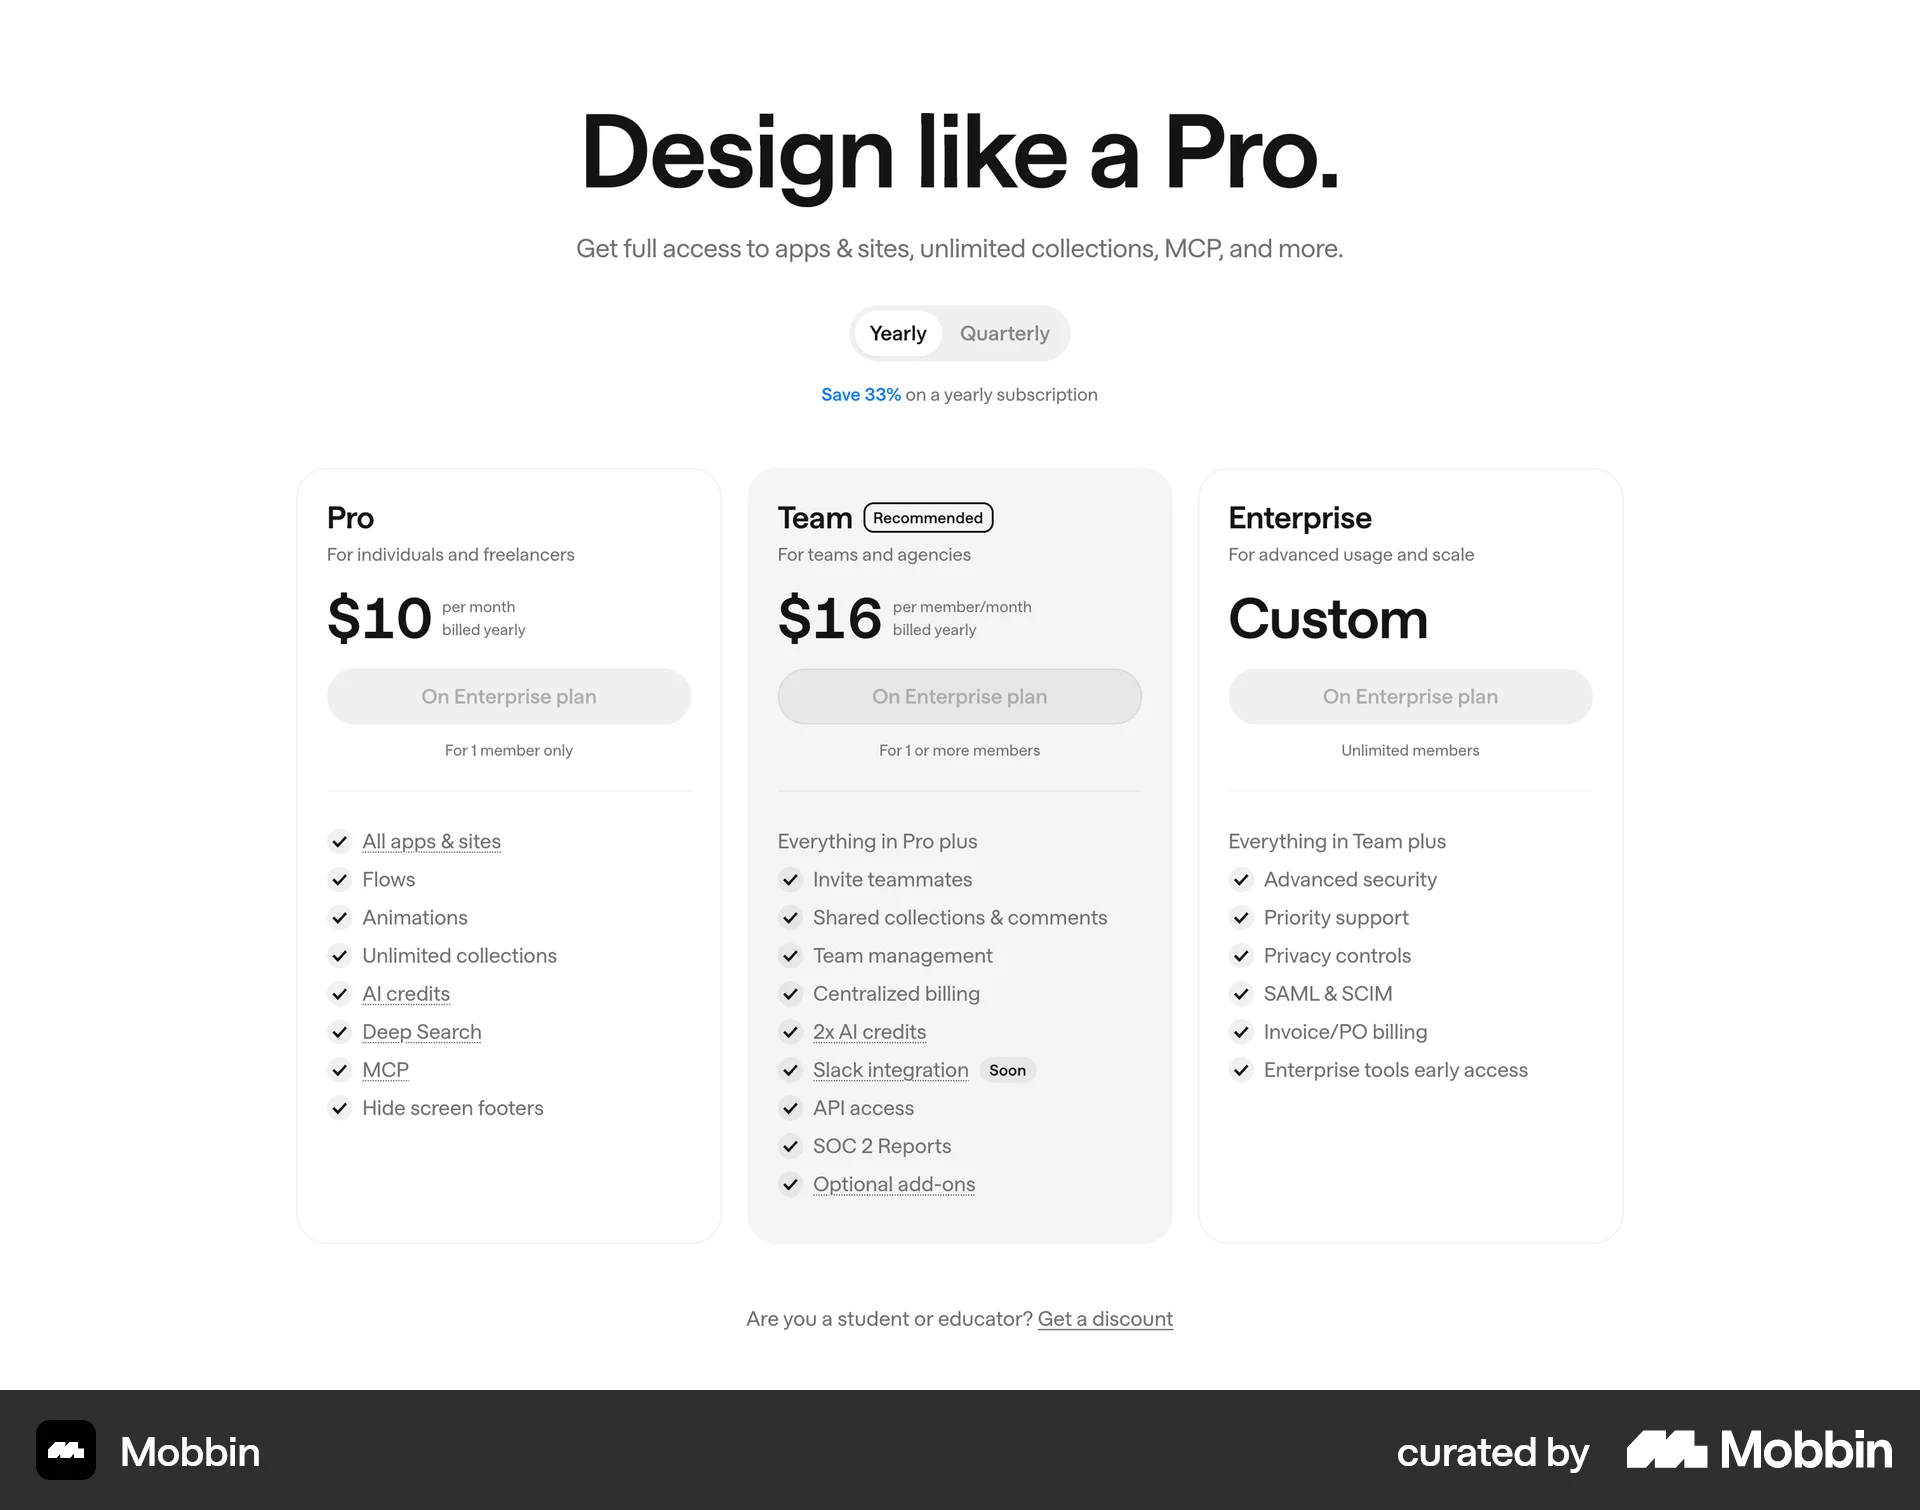 Design like a Pro.
Get full access to apps & sites, unlimited collections, MCP, and more.
Yearly
Quarterly
Save 33% on a yearly subscription
Pro
For individuals and freelancers
$10
per month
billed yearly
On Enterprise plan
For 1 member only
All apps & sites
Flows
Animations
Unlimited collections
AI credits
Deep Search
MCP
Hide screen footers
Team
Recommended
For teams and agencies
$16
per member/month
billed yearly
On Enterprise plan
For 1 or more members
Everything in Pro plus
Invite teammates
Shared collections & comments
Team management
Centralized billing
2x AI credits
Slack integration Soon
API access
SOC 2 Reports
Optional add-ons
Enterprise
For advanced usage and scale
Custom
On Enterprise plan
Unlimited members
Everything in Team plus
Advanced security
Priority support
Privacy controls
SAML & SCIM
Invoice/PO billing
Enterprise tools early access
Are you a student or educator? Get a discount
Mobbin
curated by Mobbin